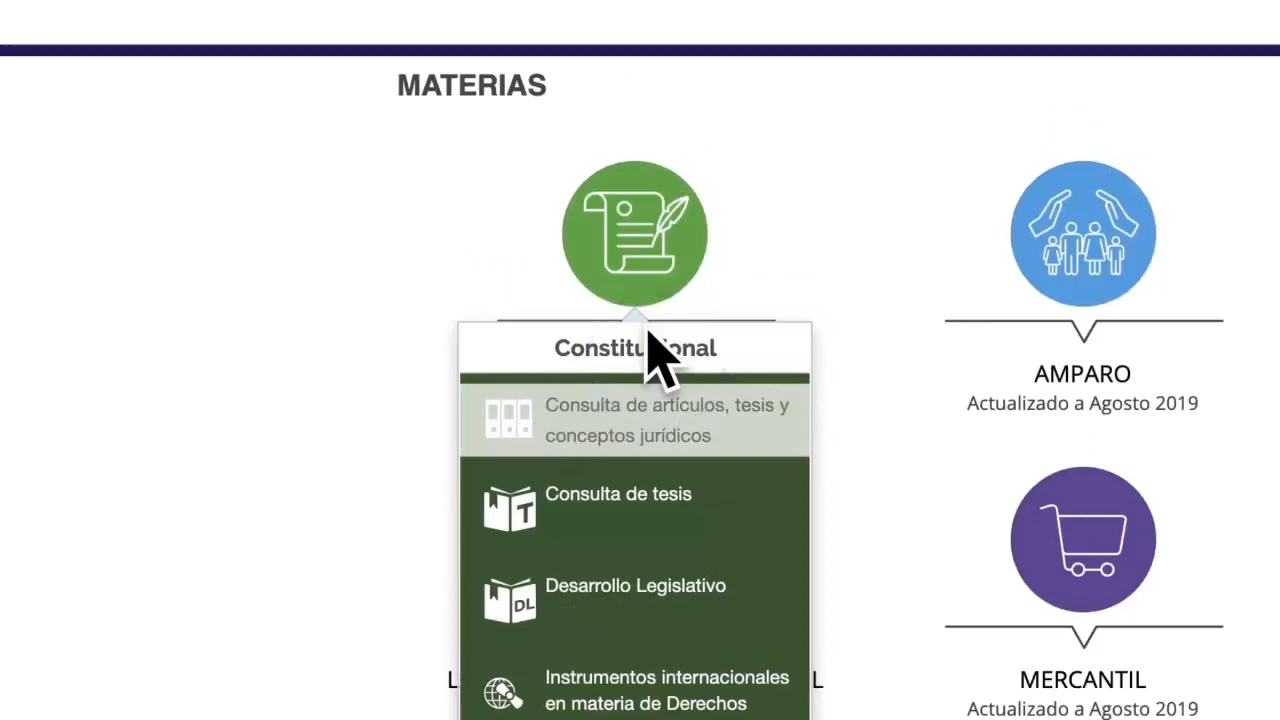 MATERIAS
Constitucional
AMPARO
Actualizado a Agosto 2019
Consulta de artículos, tesis y
conceptos jurídicos
Consulta de tesis
T
Desarrollo Legislativo
DL
Instrumentos internacionales
en materia de Derechos
L
L
MERCANTIL
Actualizado a Agosto 2019